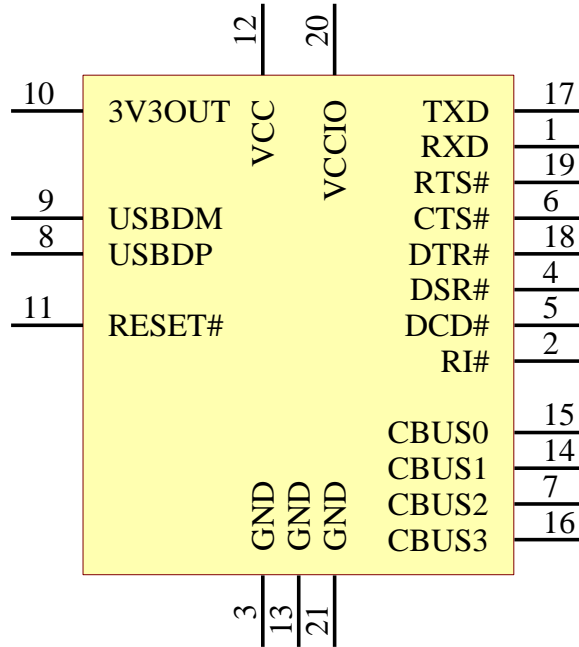 12 20
10 3V3OUT VCC VCCIO TXD 17
RXD 1
RTS# 19
9 USBDM CTS# 6
8 USBDP DTR# 18
DSR# 4
11 RESET# DCD# 5
RI# 2
CBUS0 15
CBUS1 14
CBUS2 7
GND GND GND CBUS3 16
3 13 21